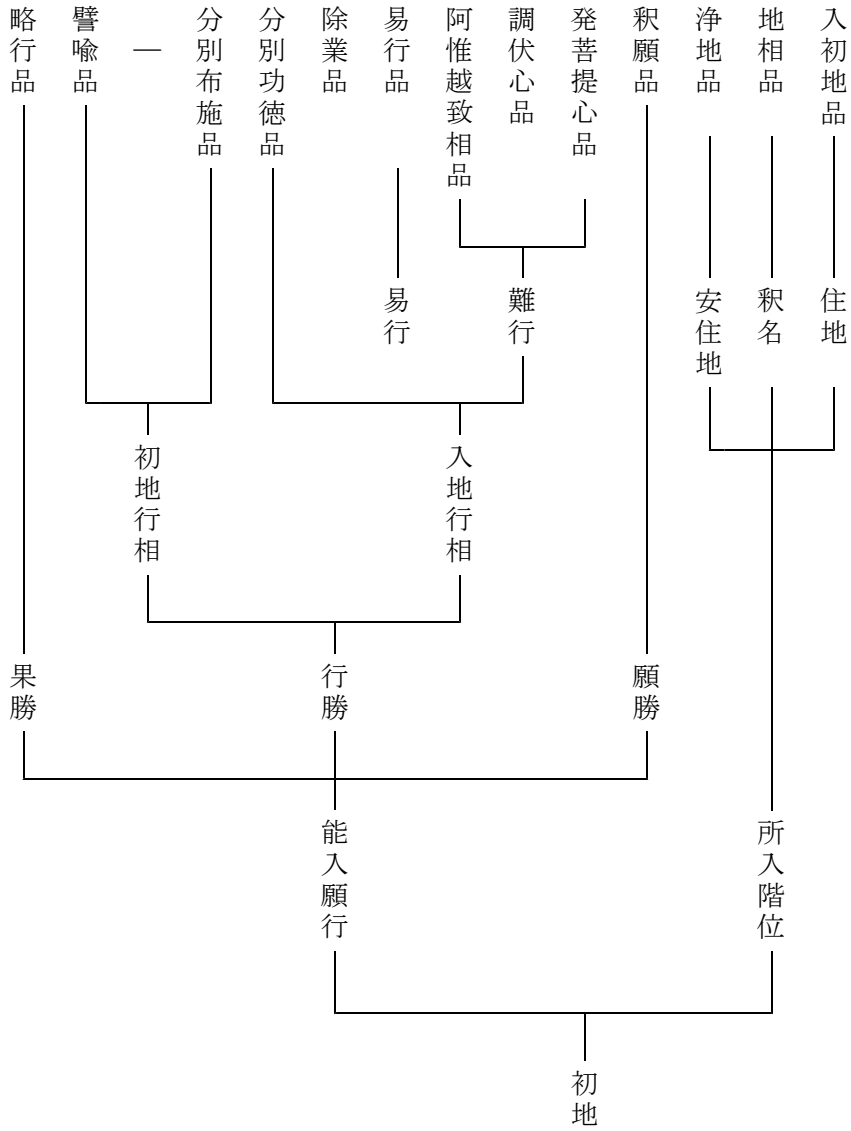 入初地品
地相品
浄地品
釈願品
発菩提心品
調伏心品
阿惟越致相品
易行品
除業品
分別功徳品
分別布施品
―
譬喩品
略行品
住地
釈名
安住地
難行
易行
入地行相
初地行相
願勝
行勝
果勝
所入階位
能入願行
初地